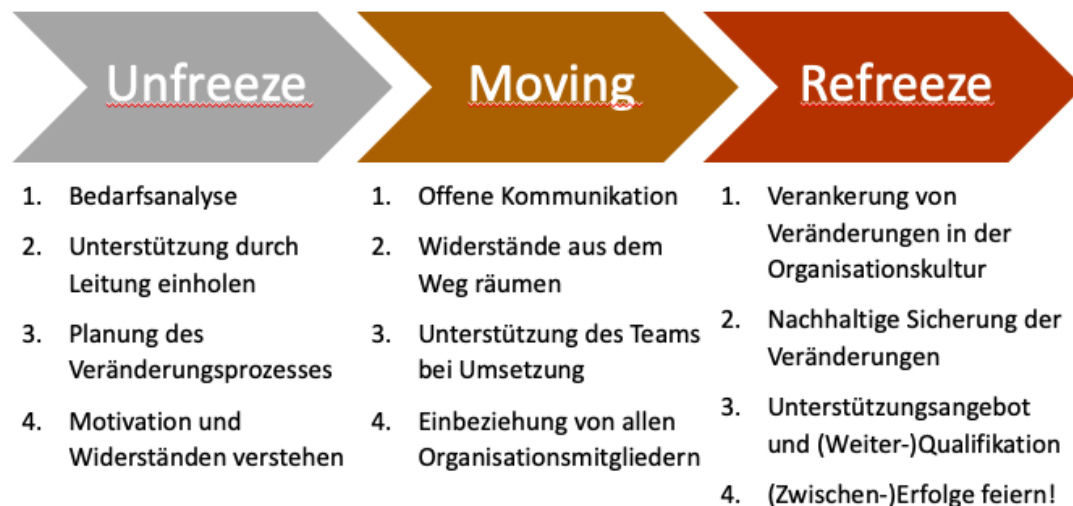 Unfreeze
1. Bedarfsanalyse
2. Unterstützung durch
Leitung einholen
3. Planung des
Veränderungsprozesses
4. Motivation und
Widerständen verstehen
Moving
1. Offene Kommunikation
2. Widerstände aus dem
Weg räumen
3. Unterstützung des Teams
bei Umsetzung
4. Einbeziehung von allen
Organisationsmitgliedern
Refreeze
1. Verankerung von
Veränderungen in der
Organisationskultur
2. Nachhaltige Sicherung der
Veränderungen
3. Unterstützungsangebot
und (Weiter-)Qualifikation
4. (Zwischen-)Erfolge feiern!